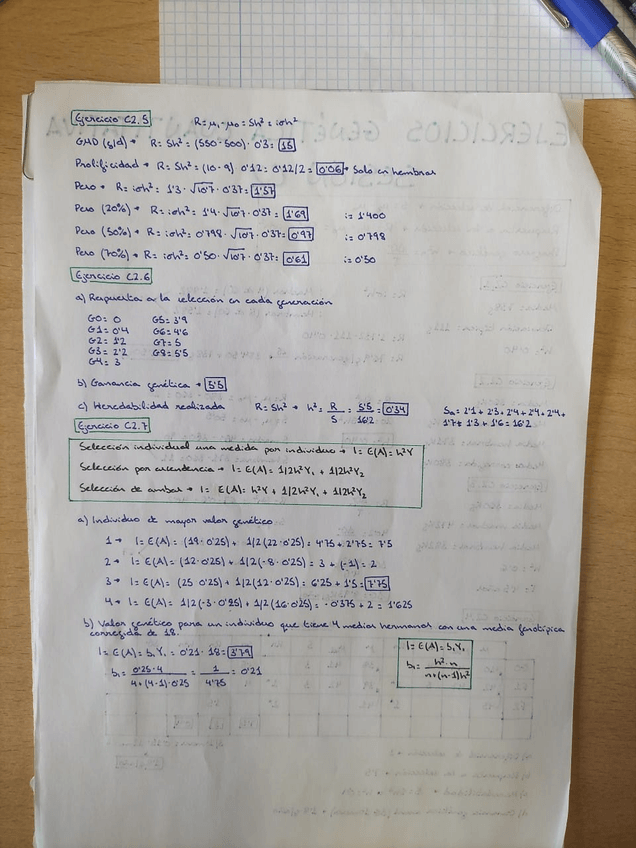 Ejercicio C2.5 R = μ₁ - μ₀ = Sh² = iσh²
GMD (g/d) → R = Sh² = (550 - 500) · 0'3 = 15
Prolificidad → R = Sh² = (10 - 9) 0'12 = 0'12/2 = 0'06 → Solo en hembras
Peso → R = iσh² = 1'3 · √10'7 · 0'37 = 1'57
Peso (20%) → R = iσh² = 1'4 · √10'7 · 0'37 = 1'69 i = 1'400
Peso (50%) → R = iσh² = 0'798 · √10'7 · 0'37 = 0'97 i = 0'798
Peso (70%) → R = iσh² = 0'50 · √10'7 · 0'37 = 0'61 i = 0'50
Ejercicio C2.6
a) Respuesta a la selección en cada generación
G0 = 0 G5 = 3'9
G1 = 0'4 G6 = 4'6
G2 = 1'2 G7 = 5
G3 = 2'2 G8 = 5'5
G4 = 3
b) Ganancia genética → 5'5
c) Heredabilidad realizada R = Sh² → h² = R/S = 5'5/16'2 = 0'34 Sa = 2'1 + 2'3 + 2'4 + 2'4 + 2'4 +
1'7 + 1'3 + 1'6 = 16'2
Ejercicio C2.7
Selección individual una medida por individuo → I = E(A) = h²Y
Selección por ascendencia → I = E(A) = 1/2h²Y₁ + 1/2h²Y₂
Selección de ambas → I = E(A) = h²Y + 1/2h²Y₁ + 1/2h²Y₂
a) Individuo de mayor valor genético
1 → I = E(A) = (19 · 0'25) + 1/2 (22 · 0'25) = 4'75 + 2'75 = 7'5
2 → I = E(A) = (12 · 0'25) + 1/2 (-8 · 0'25) = 3 + (-1) = 2
3 → I = E(A) = (25 · 0'25) + 1/2 (12 · 0'25) = 6'25 + 1'5 = 7'75
4 → I = E(A) = 1/2 (-3 · 0'25) + 1/2 (16 · 0'25) = -0'375 + 2 = 1'625
b) Valor genético para un individuo que tiene 4 medios hermanos con una media fenotípica
corregida de 18.
I = E(A) = b₁Y₁ = 0'21 · 18 = 3'79
b₁ = 0'25 · 4 / 4 + (4-1) · 0'25 = 1 / 4'75 = 0'21
I = E(A) = b₁Y₁
b₁ = h² · n / n + (n-1)h²